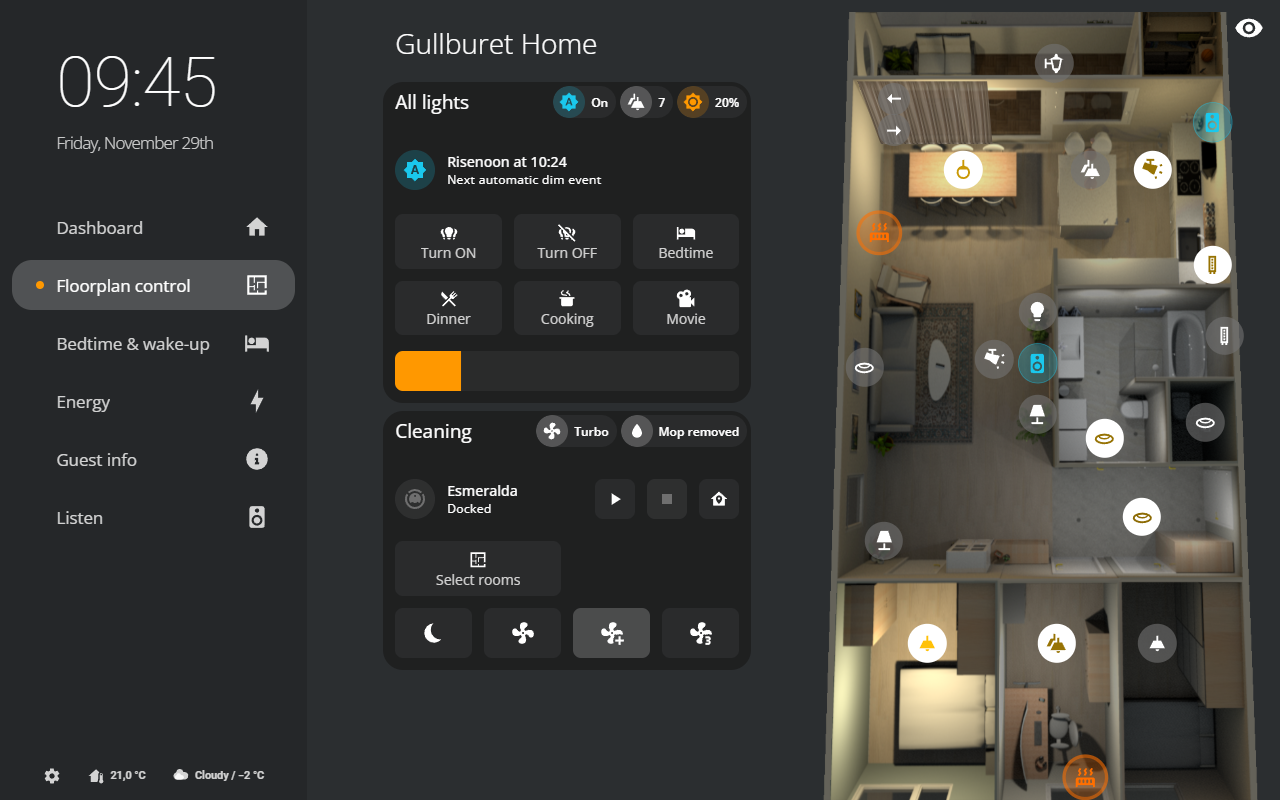 09:45
Friday, November 29th
Dashboard
Floorplan control
Bedtime & wake-up
Energy
Guest info
Listen
21,0 °C
Cloudy / −2 °C
Gullburet Home
All lights
A
On
7
20%
A
Risenoon at 10:24
Next automatic dim event
Turn ON
Turn OFF
Bedtime
Dinner
Cooking
Movie
Cleaning
Turbo
Mop removed
Esmeralda
Docked
Select rooms
3